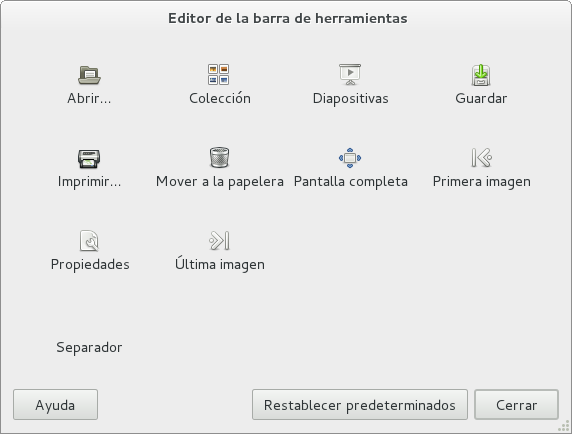 Editor de la barra de herramientas
Abrir...
Colección
Diapositivas
Guardar
Imprimir...
Mover a la papelera
Pantalla completa
Primera imagen
Propiedades
Última imagen
Separador
Ayuda
Restablecer predeterminados
Cerrar